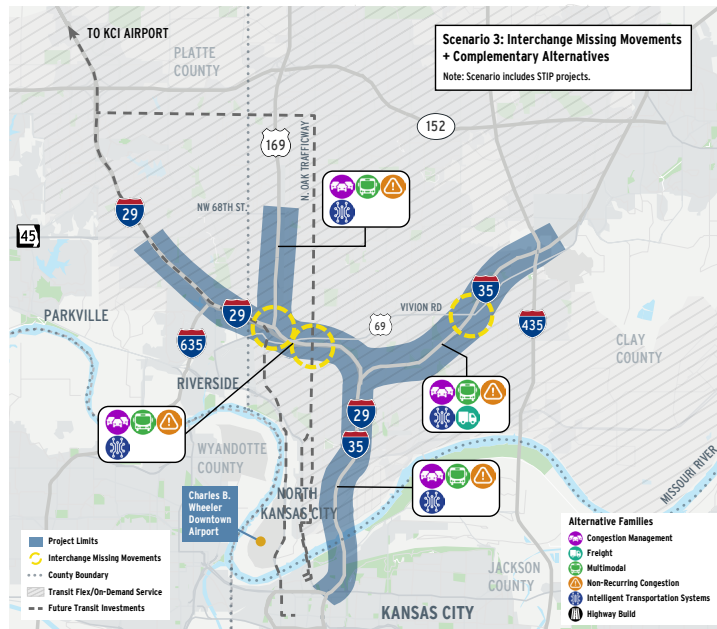 TO KCI AIRPORT
PLATTE
COUNTY
Scenario 3: Interchange Missing Movements
+ Complementary Alternatives
Note: Scenario includes STIP projects.
169
152
N. OAK TRAFFICWAY
NW 68TH ST.
29
45
35
VIVION RD
29
69
435
PARKVILLE
635
CLAY
COUNTY
RIVERSIDE
29
35
WYANDOTTE
COUNTY
MISSOURI RIVER
NORTH
KANSAS CITY
Charles B.
Wheeler
Downtown
Airport
JACKSON
COUNTY
KANSAS CITY
Project Limits
Interchange Missing Movements
County Boundary
Transit Flex/On-Demand Service
Future Transit Investments
Alternative Families
Congestion Management
Freight
Multimodal
Non-Recurring Congestion
Intelligent Transportation Systems
Highway Build